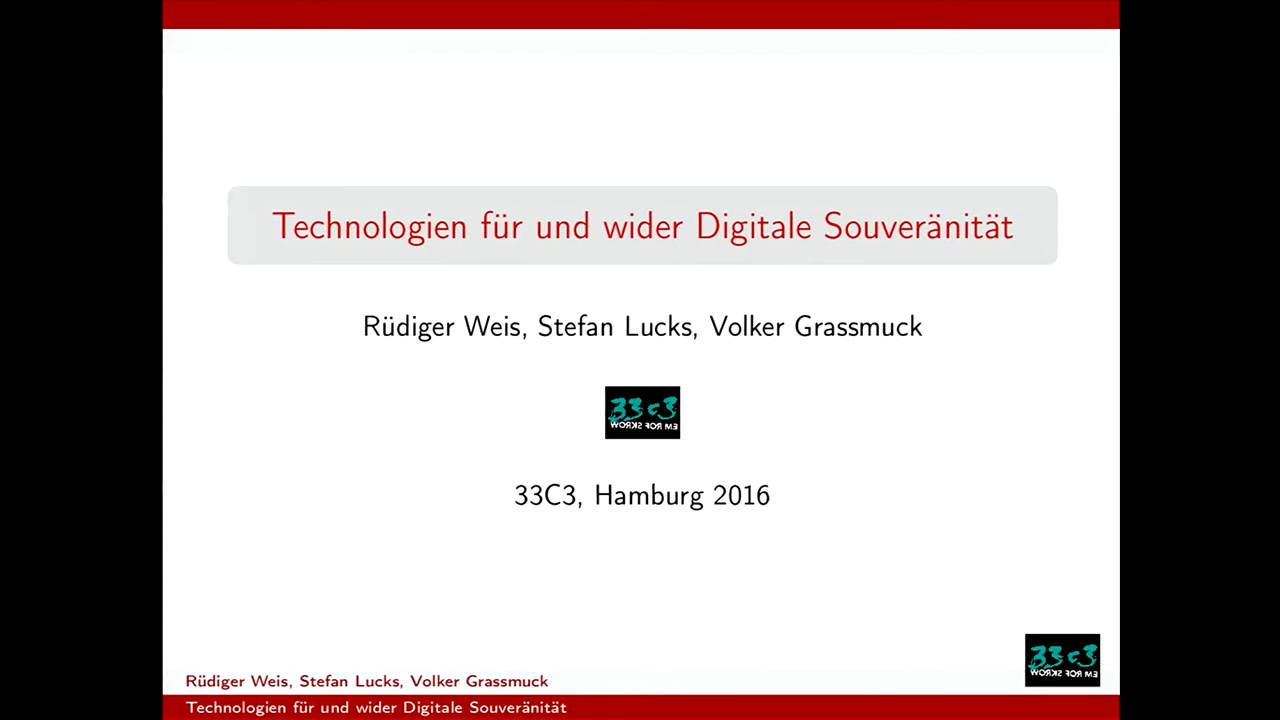 Technologien für und wider Digitale Souveränität
Rüdiger Weis, Stefan Lucks, Volker Grassmuck
33C3
WORKS FOR ME
33C3, Hamburg 2016
33C3
WORKS FOR ME
Rüdiger Weis, Stefan Lucks, Volker Grassmuck
Technologien für und wider Digitale Souveränität